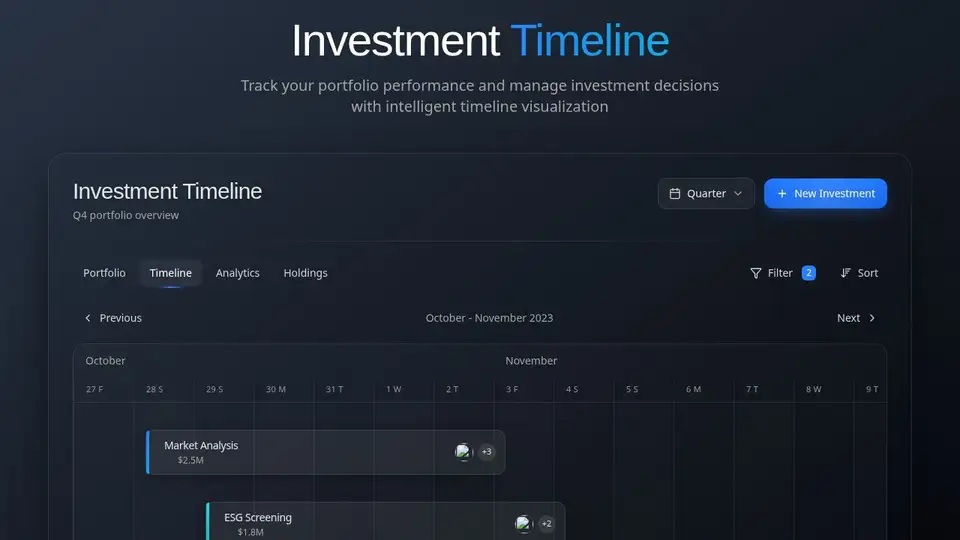 Investment Timeline
Track your portfolio performance and manage investment decisions
with intelligent timeline visualization
Investment Timeline
Q4 portfolio overview
Quarter
+ New Investment
Portfolio
Timeline
Analytics
Holdings
Filter 2
Sort
Previous
October - November 2023
Next
October
November
27 F
28 S
29 S
30 M
31 T
1 W
2 T
3 F
4 S
5 S
6 M
7 T
8 W
9 T
Market Analysis
$2.5M
+3
ESG Screening
$1.8M
+2